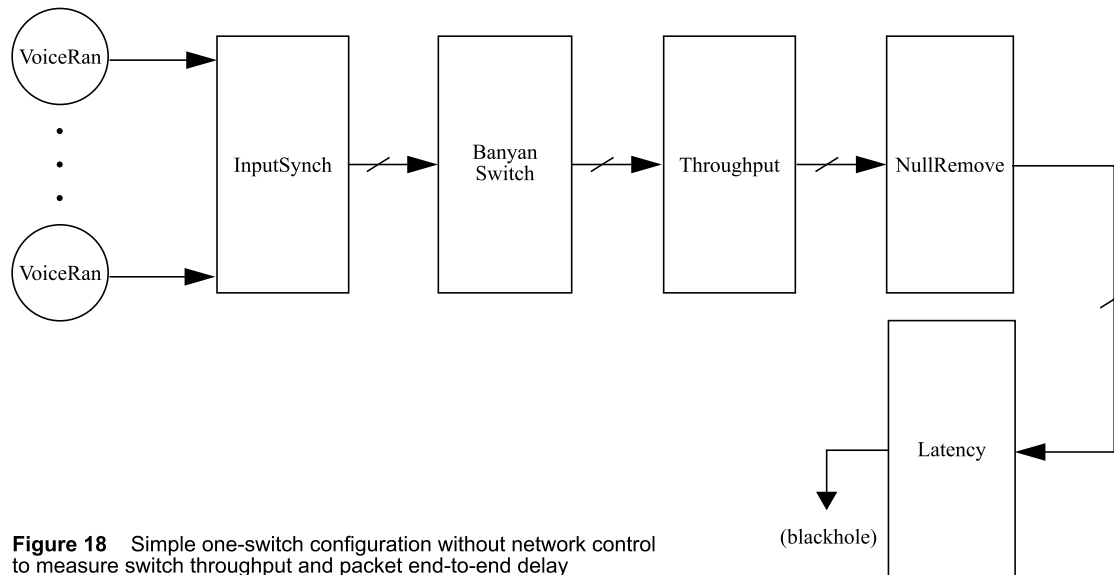 VoiceRan
InputSynch
Banyan
Switch
Throughput
NullRemove
VoiceRan
Latency
(blackhole)
Figure 18 Simple one-switch configuration without network control
to measure switch throughput and packet end-to-end delay